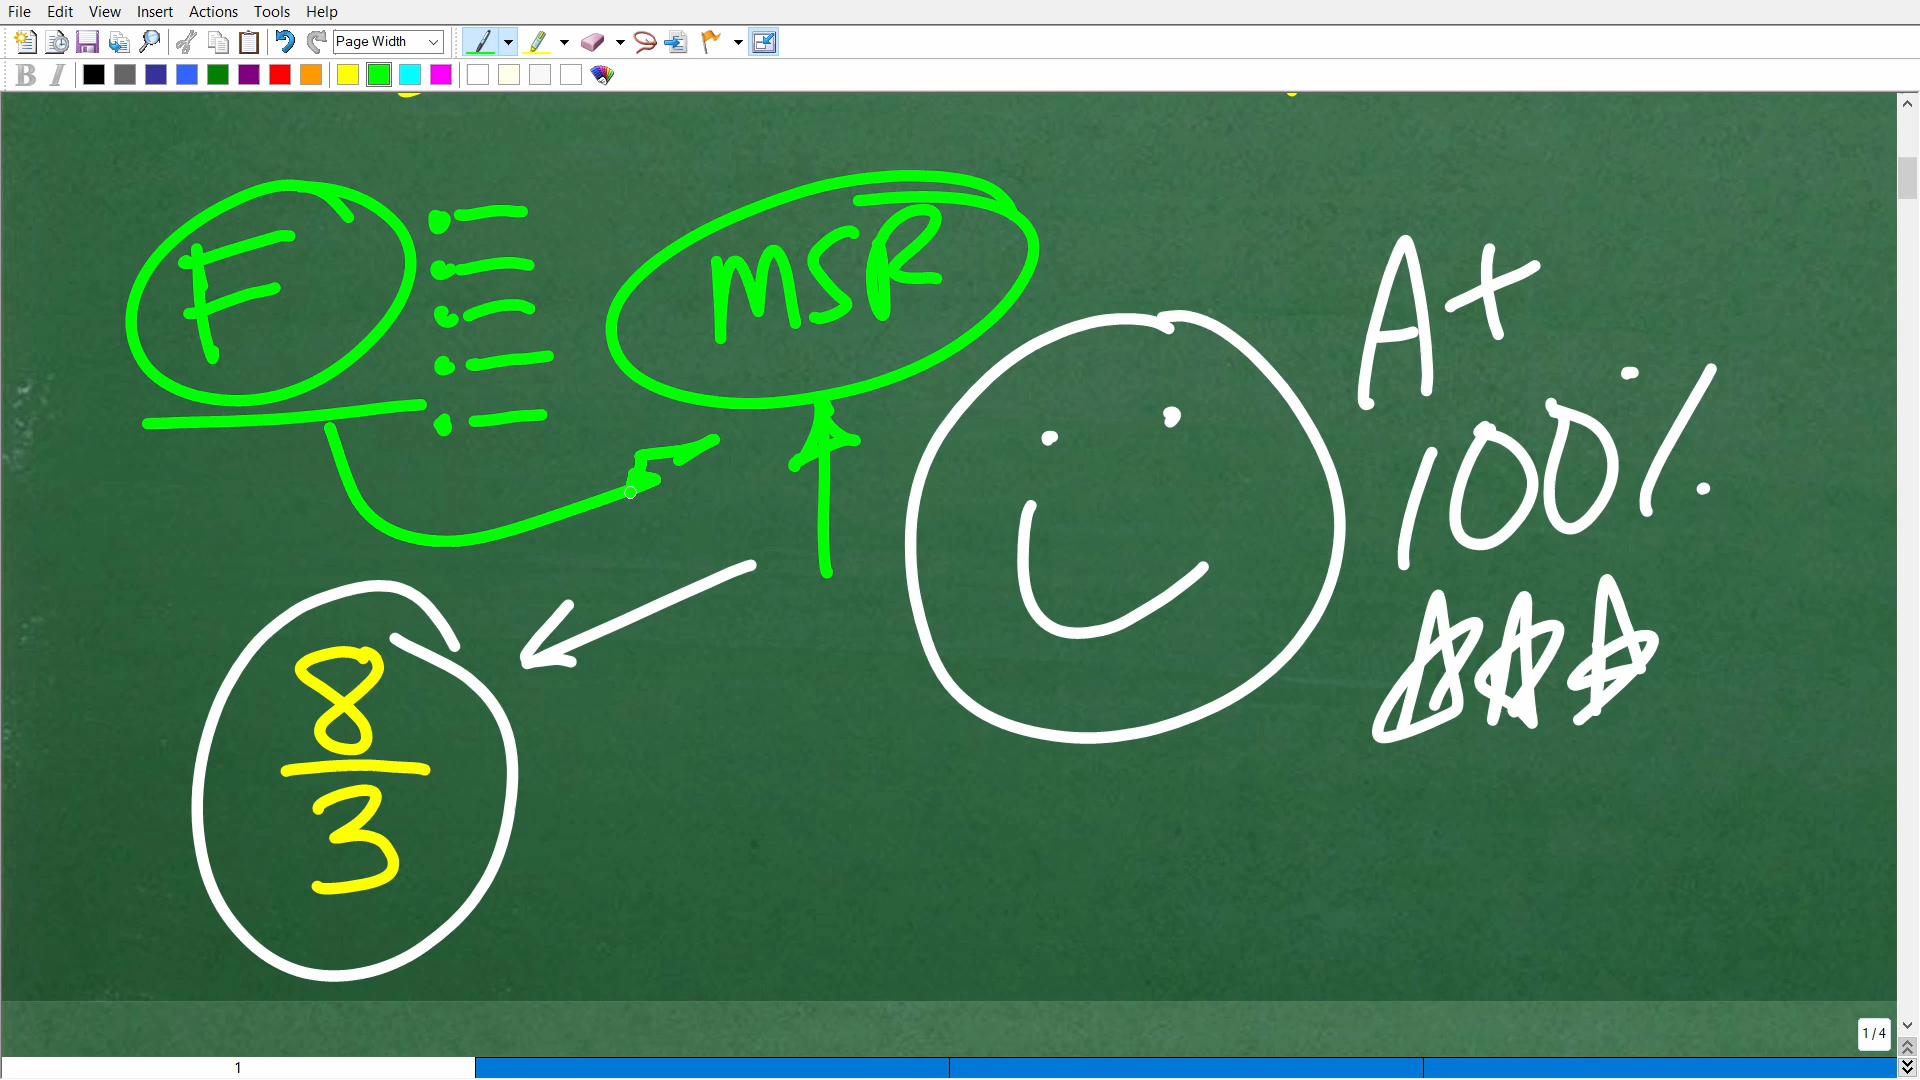 File Edit View Insert Actions Tools Help
Page Width
B I
F
MSR
A+
100%
8
3
1 / 4
1